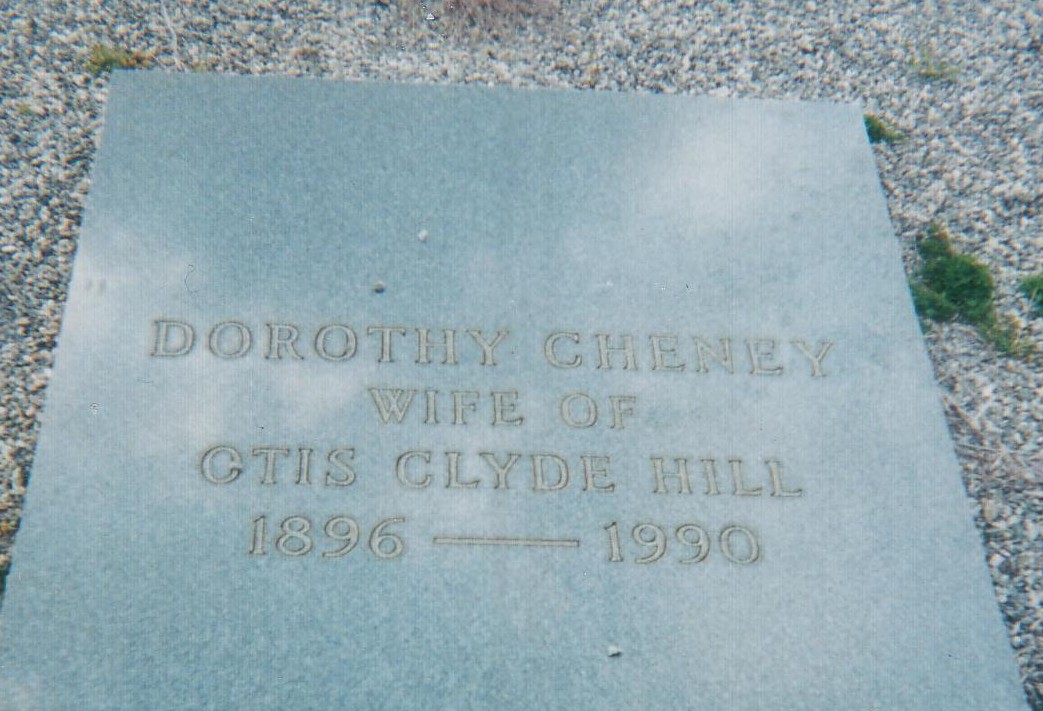 DOROTHY CHENEY
WIFE OF
OTIS CLYDE HILL
1896 — 1990